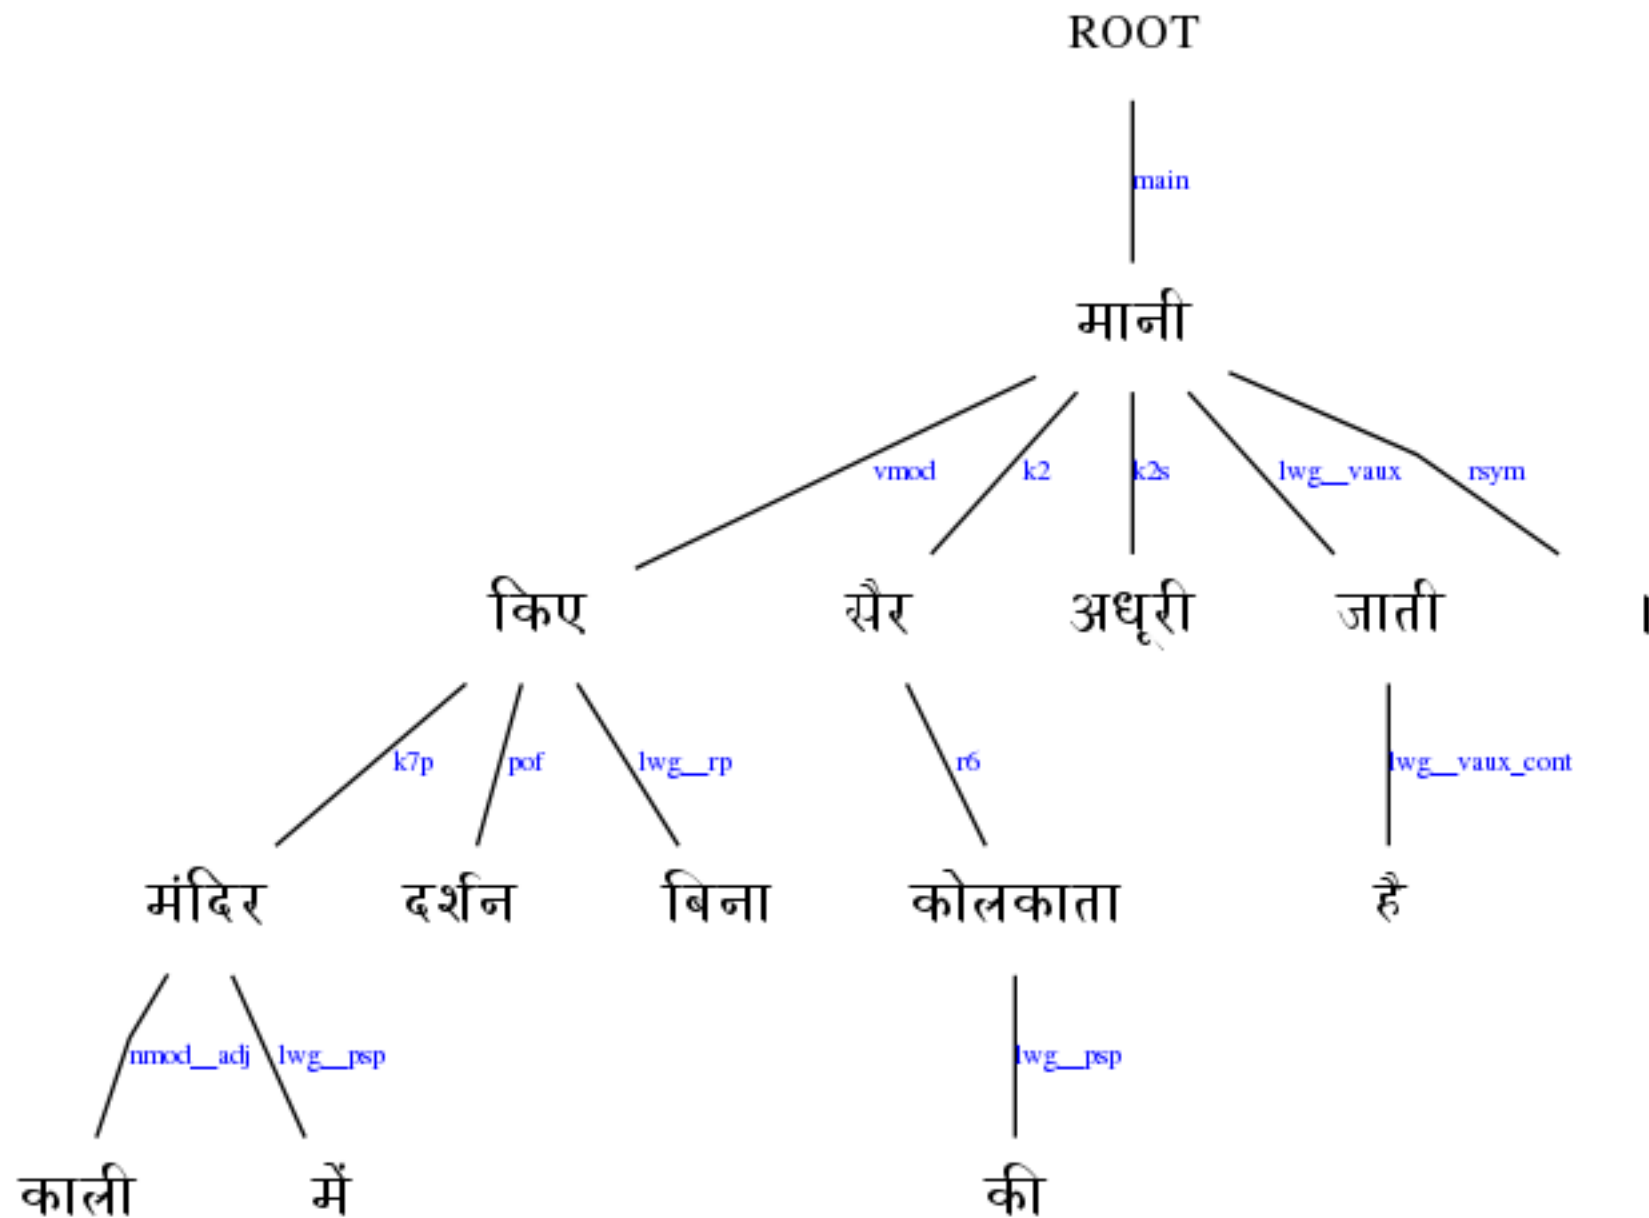 ROOT
main
मानी
vmod k2 k2s lwg__vaux rsym
किए सैर अधूरी जाती ।
k7p pof lwg__rp r6 lwg__vaux_cont
मंदिर दर्शन बिना कोलकाता है
nmod__adj lwg__psp lwg__psp
काली में की